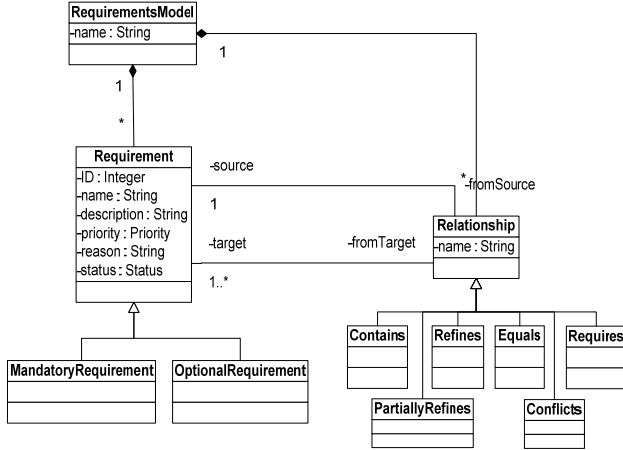 RequirementsModel
-name : String
1
1
*
Requirement
-ID : Integer
-name : String
-description : String
-priority : Priority
-reason : String
-status : Status
-source
1
*
-fromSource
-target
1..*
-fromTarget
Relationship
-name : String
MandatoryRequirement
OptionalRequirement
Contains
Refines
Equals
Requires
PartiallyRefines
Conflicts